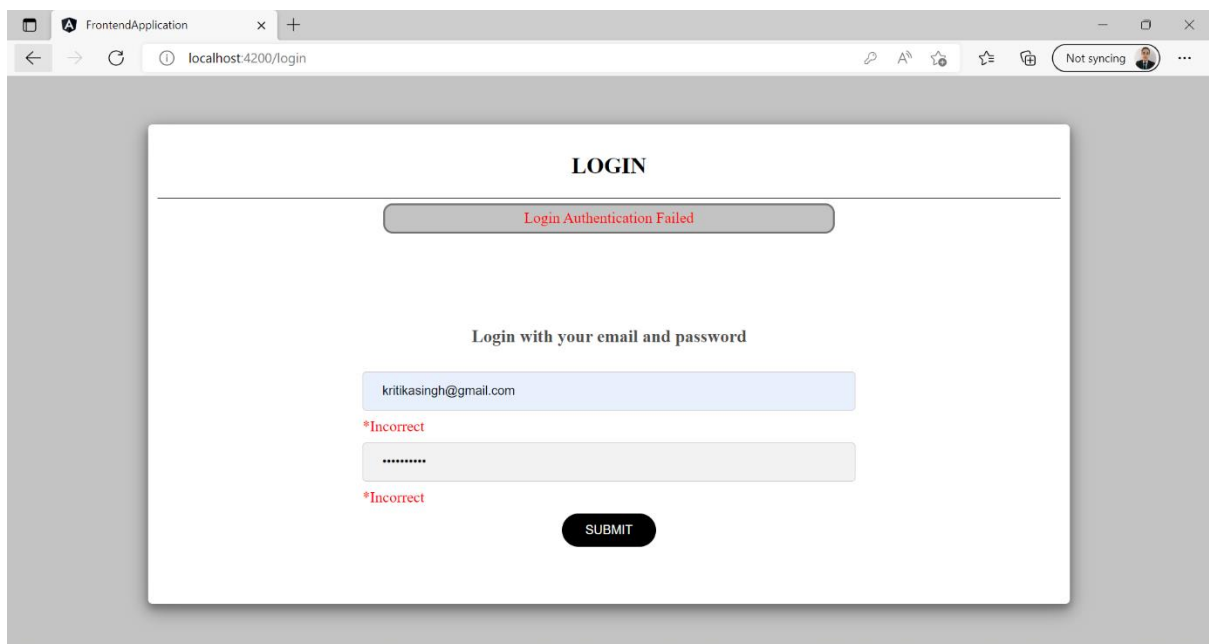 FrontendApplication
localhost:4200/login
Not syncing
LOGIN
Login Authentication Failed
Login with your email and password
kritikasingh@gmail.com
*Incorrect
••••••••••
*Incorrect
SUBMIT